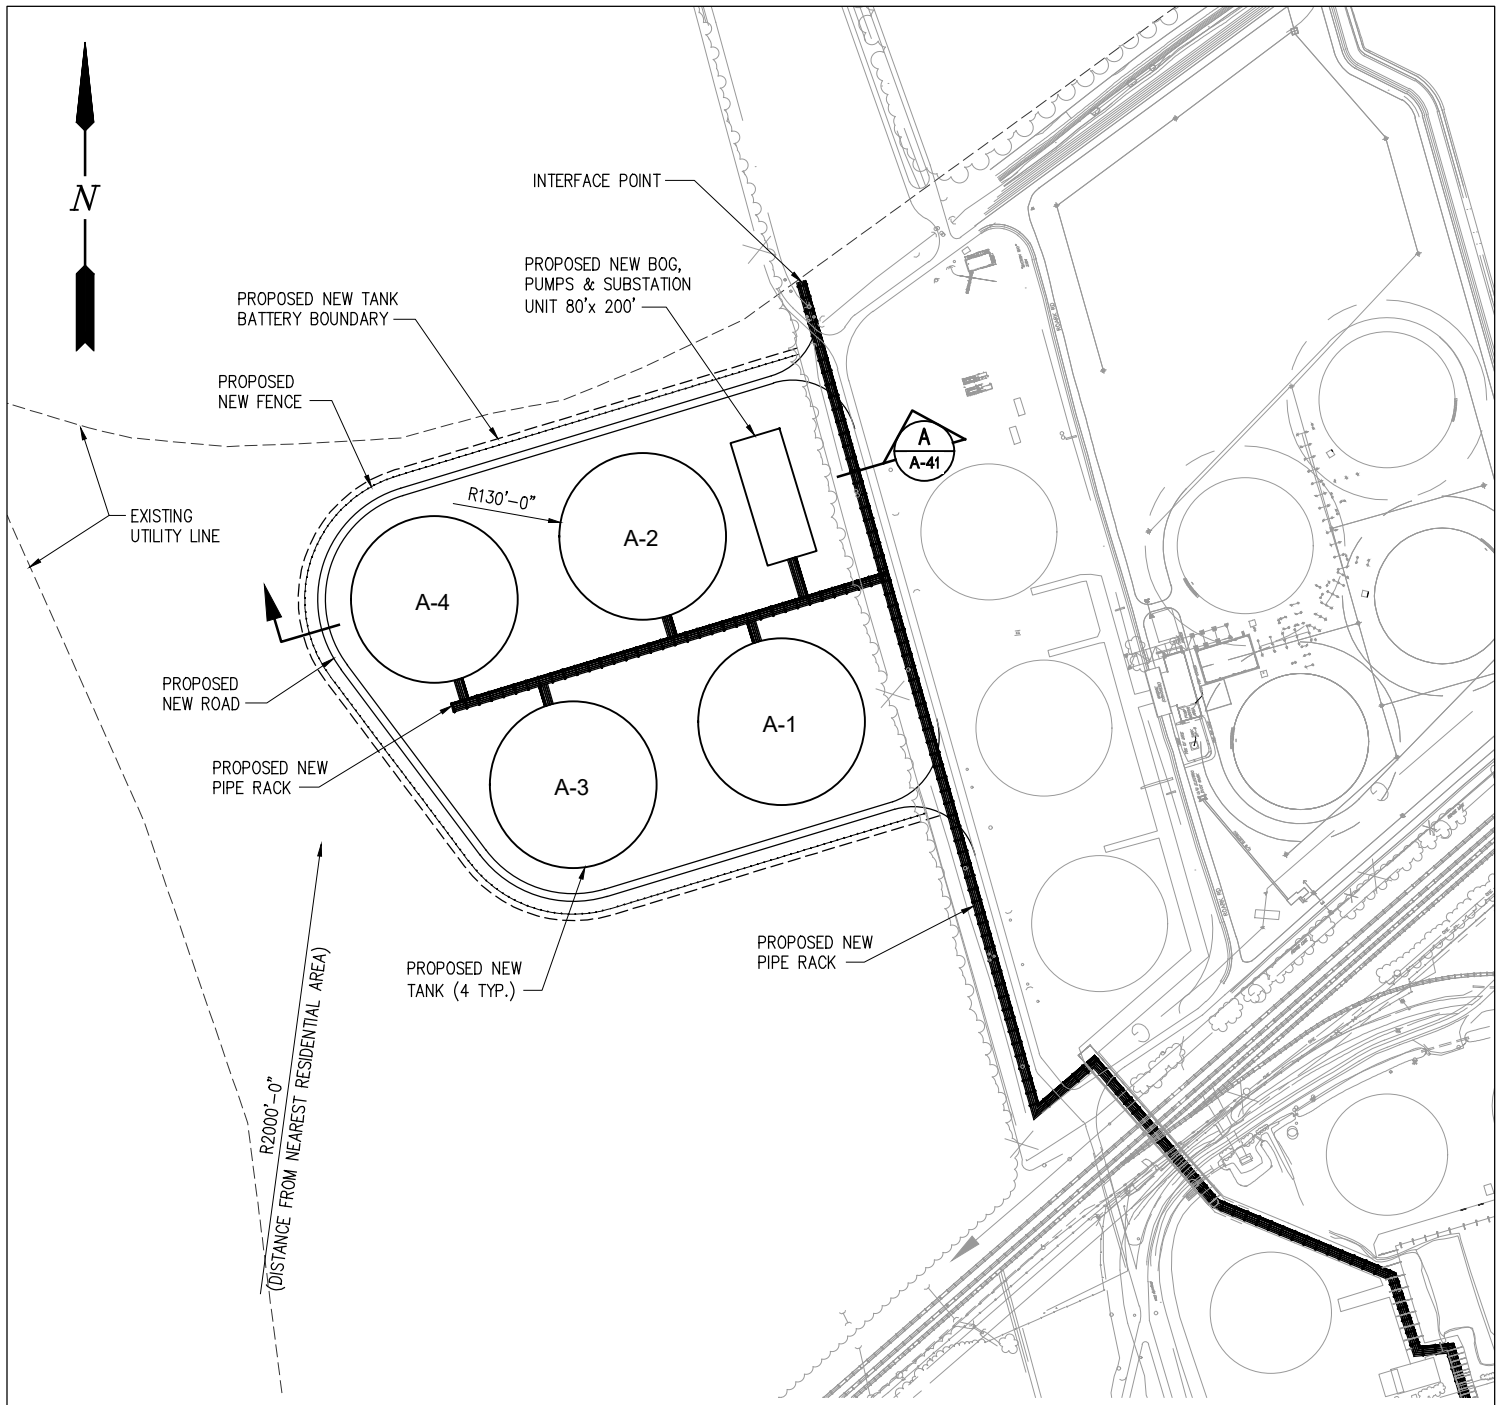 N
INTERFACE POINT
PROPOSED NEW BOG,
PUMPS & SUBSTATION
UNIT 80'x 200'
PROPOSED NEW TANK
BATTERY BOUNDARY
PROPOSED
NEW FENCE
A
A-41
R130'-0"
EXISTING
UTILITY LINE
A-2
A-4
PROPOSED
NEW ROAD
A-1
PROPOSED NEW
PIPE RACK
A-3
PROPOSED NEW
PIPE RACK
PROPOSED NEW
TANK (4 TYP.)
R2000'-0"
(DISTANCE FROM NEAREST RESIDENTIAL AREA)